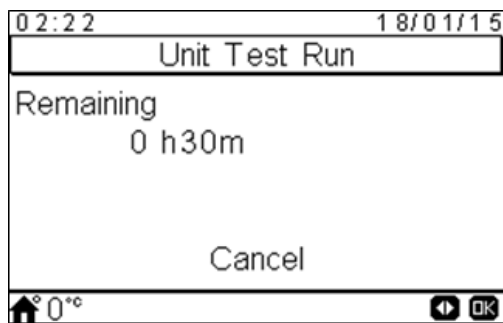 02:22 18/01/15
Unit Test Run
Remaining
0 h30m
Cancel
0°C OK